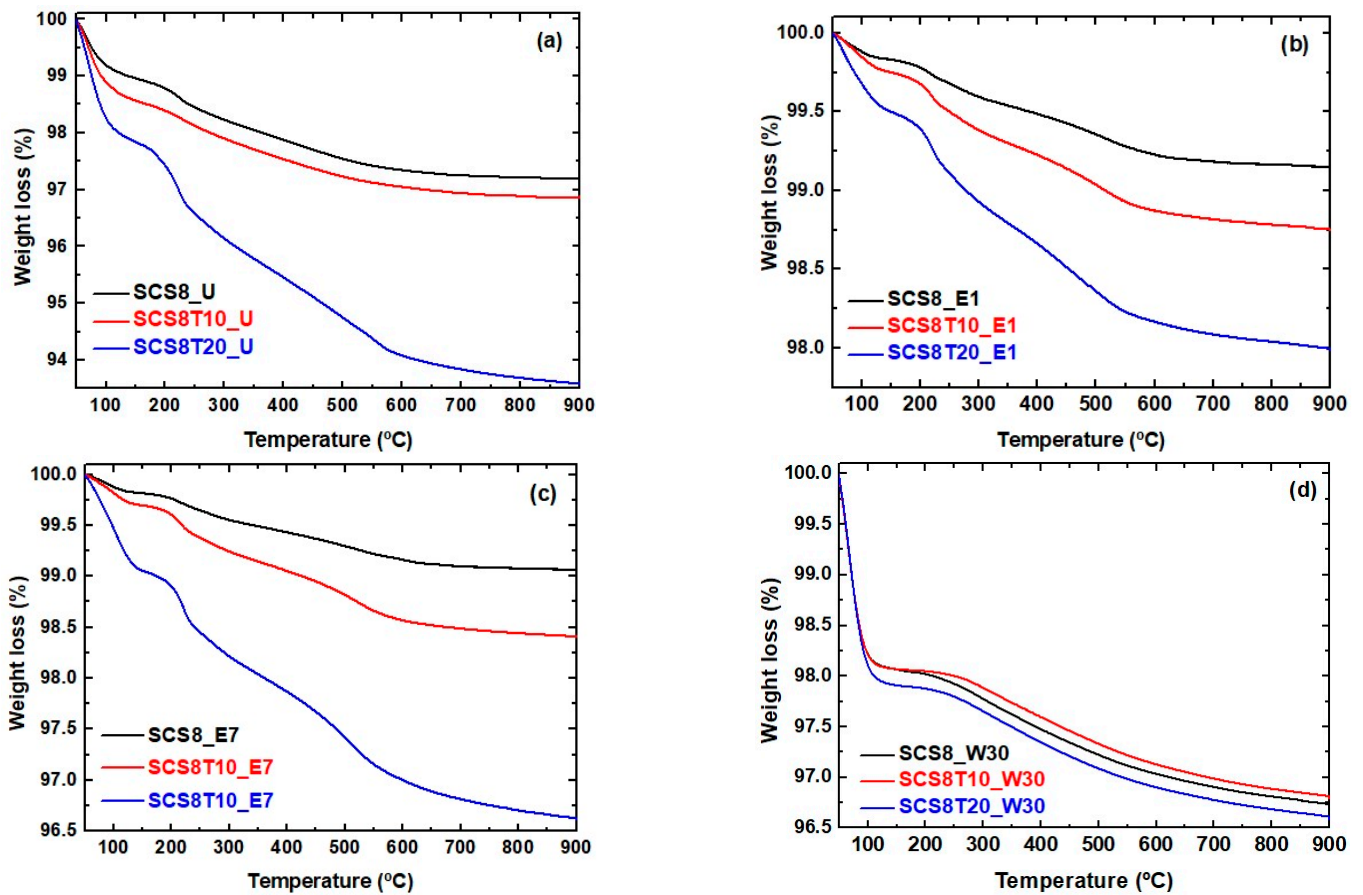 (a)
100
99
98
97
96
95
94
Weight loss (%)
SCS8_U
SCS8T10_U
SCS8T20_U
100 200 300 400 500 600 700 800 900
Temperature (ºC)
(b)
100.0
99.5
99.0
98.5
98.0
Weight loss (%)
SCS8_E1
SCS8T10_E1
SCS8T20_E1
100 200 300 400 500 600 700 800 900
Temperature (ºC)
(c)
100.0
99.5
99.0
98.5
98.0
97.5
97.0
96.5
Weight loss (%)
SCS8_E7
SCS8T10_E7
SCS8T10_E7
100 200 300 400 500 600 700 800 900
Temperature (ºC)
(d)
100.0
99.5
99.0
98.5
98.0
97.5
97.0
96.5
Weight loss (%)
SCS8_W30
SCS8T10_W30
SCS8T20_W30
100 200 300 400 500 600 700 800 900
Temperature (ºC)